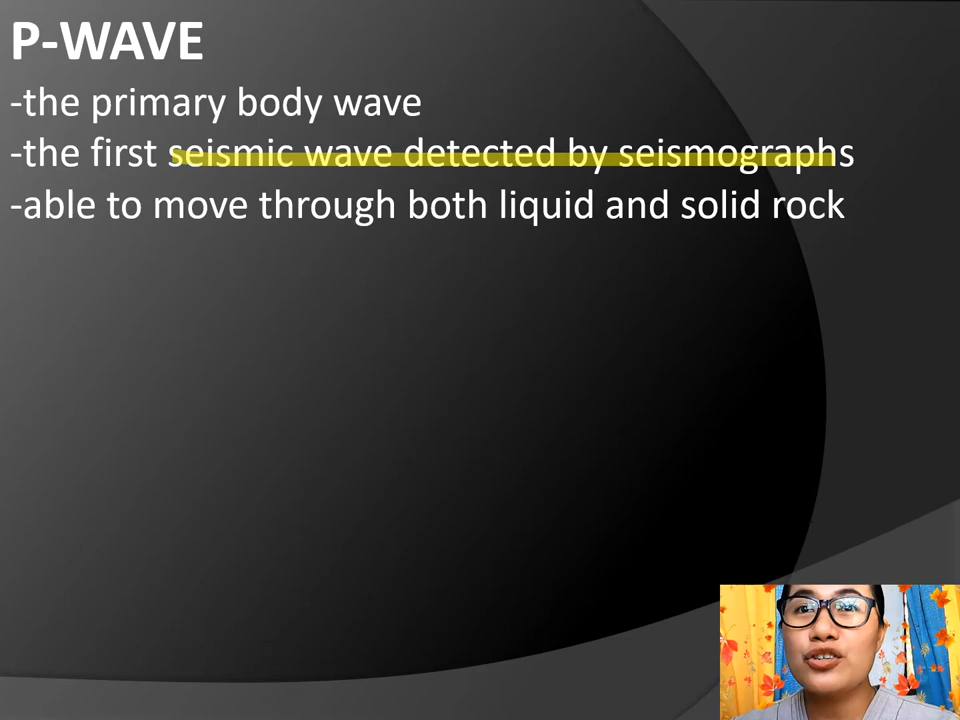 P-WAVE
-the primary body wave
-the first seismic wave detected by seismographs
-able to move through both liquid and solid rock